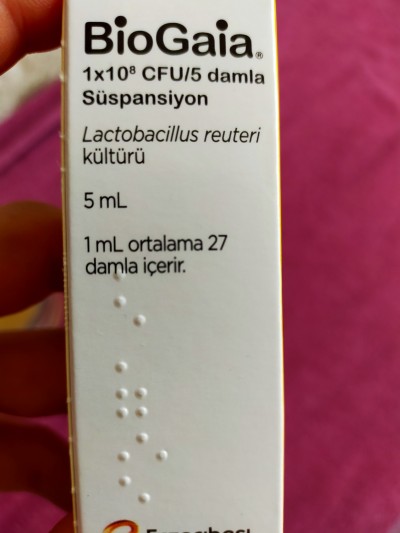 BioGaia®
1x10⁸ CFU/5 damla
Süspansiyon
Lactobacillus reuteri
kültürü
5 mL
1 mL ortalama 27
damla içerir.